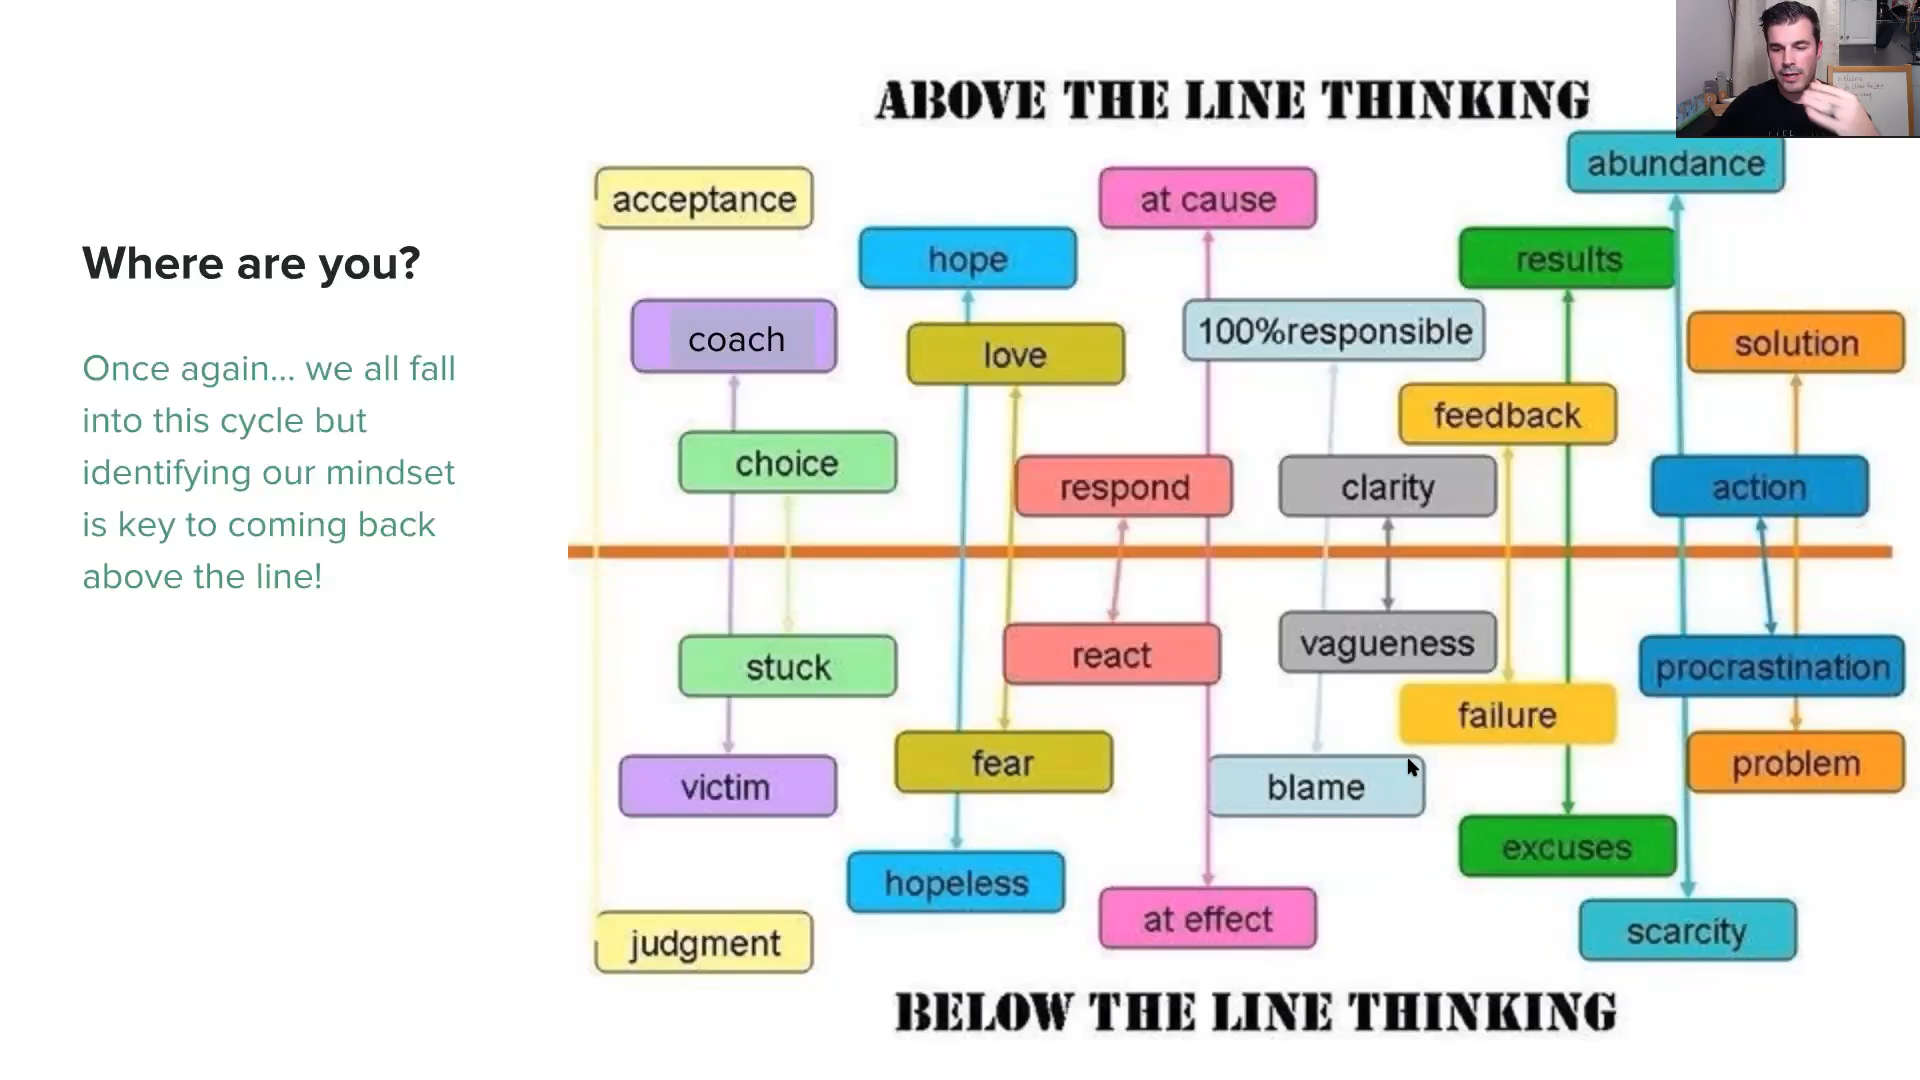 ABOVE THE LINE THINKING
Where are you?
Once again... we all fall
into this cycle but
identifying our mindset
is key to coming back
above the line!
abundance
acceptance
at cause
hope
results
coach
love
100%responsible
solution
feedback
choice
respond
clarity
action
stuck
react
vagueness
procrastination
failure
victim
fear
blame
problem
excuses
hopeless
at effect
scarcity
judgment
BELOW THE LINE THINKING